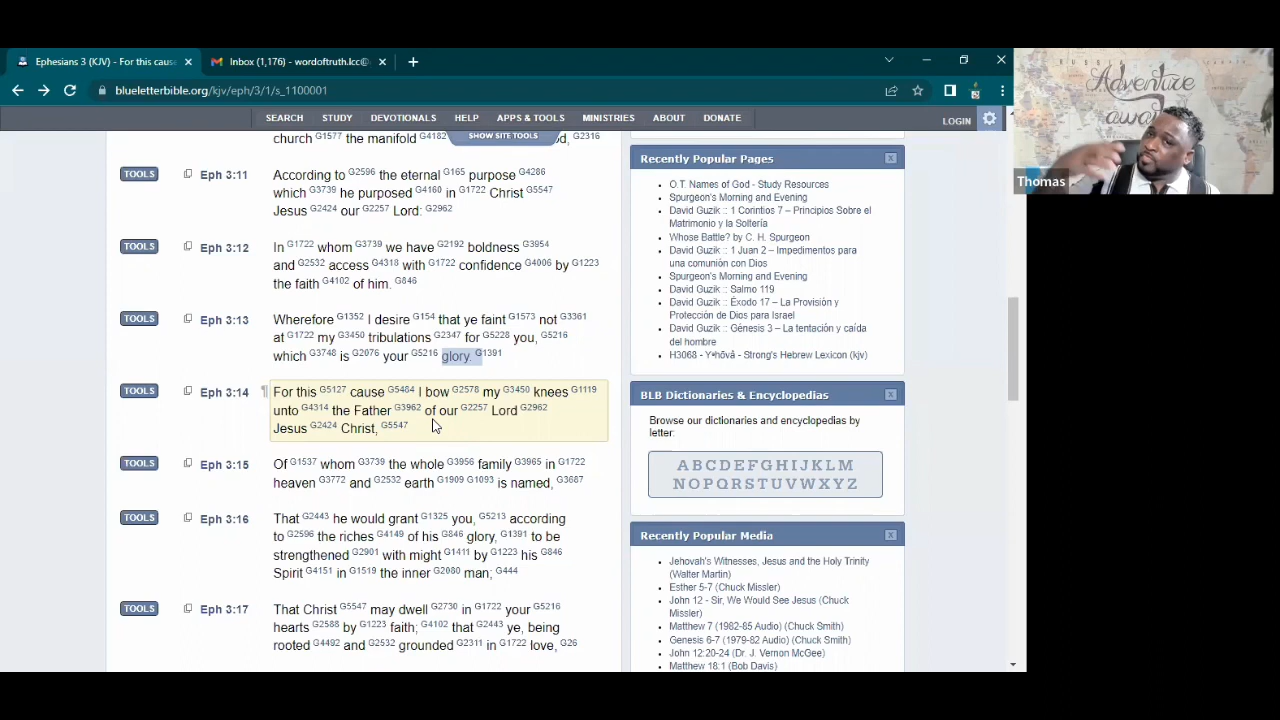 Ephesians 3 (KJV) - For this caus
Inbox (1,176) - wordoftruth.lcc@
blueletterbible.org/kjv/eph/3/1/s_1100001
SEARCH STUDY DEVOTIONALS HELP APPS & TOOLS MINISTRIES ABOUT DONATE LOGIN
SHOW SITE TOOLS
church G1577 the manifold G4182 d, G2316
TOOLS Eph 3:11 According to G2596 the eternal G165 purpose G4286
which G3739 he purposed G4160 in G1722 Christ G5547
Jesus G2424 our G2257 Lord: G2962
TOOLS Eph 3:12 In G1722 whom G3739 we have G2192 boldness G3954
and G2532 access G4318 with G1722 confidence G4006 by G1223
the faith G4102 of him. G846
TOOLS Eph 3:13 Wherefore G1352 I desire G154 that ye faint G1573 not G3361
at G1722 my G3450 tribulations G2347 for G5228 you, G5216
which G3748 is G2076 your G5216 glory. G1391
TOOLS ¶ Eph 3:14 For this G5127 cause G5484 I bow G2578 my G3450 knees G1119
unto G4314 the Father G3962 of our G2257 Lord G2962
Jesus G2424 Christ, G5547
TOOLS Eph 3:15 Of G1537 whom G3739 the whole G3956 family G3965 in G1722
heaven G3772 and G2532 earth G1909 G1093 is named, G3687
TOOLS Eph 3:16 That G2443 he would grant G1325 you, G5213 according
to G2596 the riches G4149 of his G846 glory, G1391 to be
strengthened G2901 with might G1411 by G1223 his G846
Spirit G4151 in G1519 the inner G2080 man; G444
TOOLS Eph 3:17 That Christ G5547 may dwell G2730 in G1722 your G5216
hearts G2588 by G1223 faith; G4102 that G2443 ye, being
rooted G4492 and G2532 grounded G2311 in G1722 love, G26
Recently Popular Pages
O.T. Names of God - Study Resources
Spurgeon's Morning and Evening
David Guzik :: 1 Corintios 7 – Principios Sobre el
Matrimonio y la Soltería
Whose Battle? by C. H. Spurgeon
David Guzik :: 1 Juan 2 – Impedimentos para
una comunión con Dios
Spurgeon's Morning and Evening
David Guzik :: Salmo 119
David Guzik :: Éxodo 17 – La Provisión y
Protección de Dios para Israel
David Guzik :: Génesis 3 – La tentación y caída
del hombre
H3068 - Yᵊhōvâ - Strong's Hebrew Lexicon (kjv)
BLB Dictionaries & Encyclopedias
Browse our dictionaries and encyclopedias by
letter:
A B C D E F G H I J K L M
N O P Q R S T U V W X Y Z
Recently Popular Media
Jehovah's Witnesses, Jesus and the Holy Trinity
(Walter Martin)
Esther 5-7 (Chuck Missler)
John 12 - Sir, We Would See Jesus (Chuck
Missler)
Matthew 7 (1982-85 Audio) (Chuck Smith)
Genesis 6-7 (1979-82 Audio) (Chuck Smith)
John 12:20-24 (Dr. J. Vernon McGee)
Matthew 18:1 (Bob Davis)
Adventure
awa
Thomas